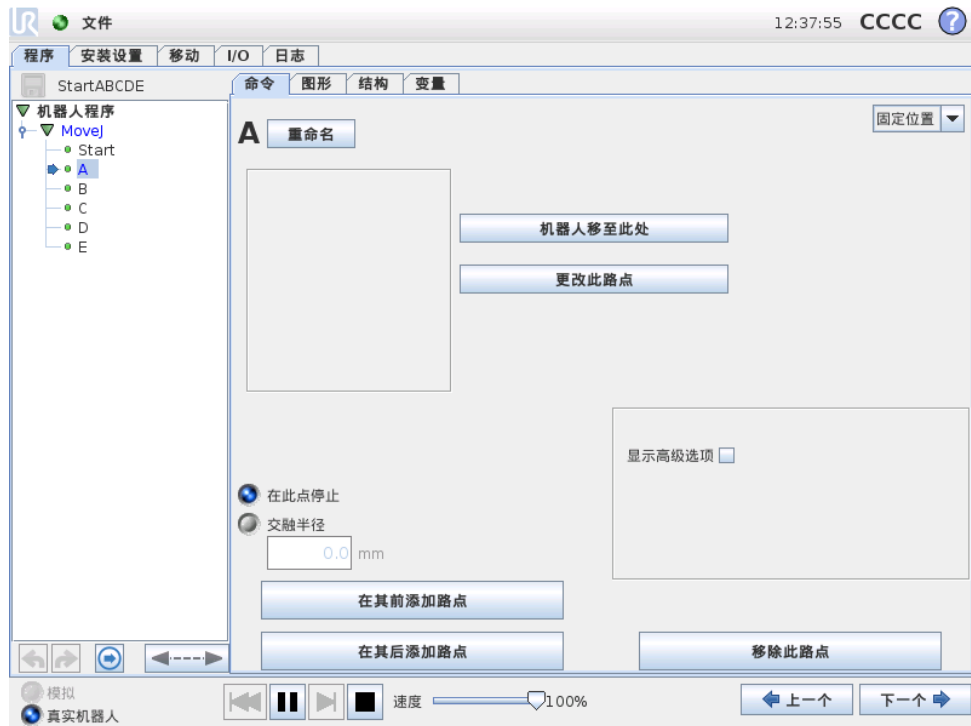 UR 文件 12:37:55 CCCC ?
程序 安装设置 移动 I/O 日志
StartABCDE
命令 图形 结构 变量
机器人程序
MoveJ
Start
A
B
C
D
E
A 重命名
固定位置
机器人移至此处
更改此路点
显示高级选项
在此点停止
交融半径
0.0 mm
在其前添加路点
在其后添加路点
移除此路点
模拟
真实机器人
速度 100%
上一个
下一个